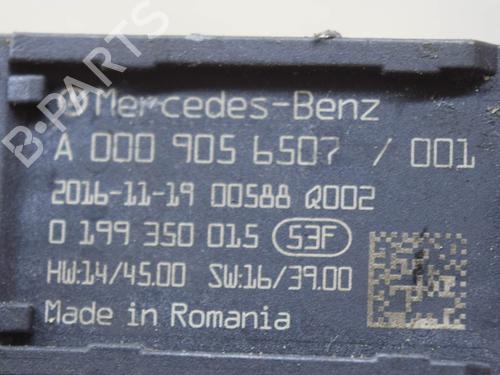 B-PARTS
Mercedes-Benz
A 000 905 6507 / 001
2016-11-19 00588 Q002
0 199 350 015 53F
HW:14/45.00 SW:16/39.00
Made in Romania